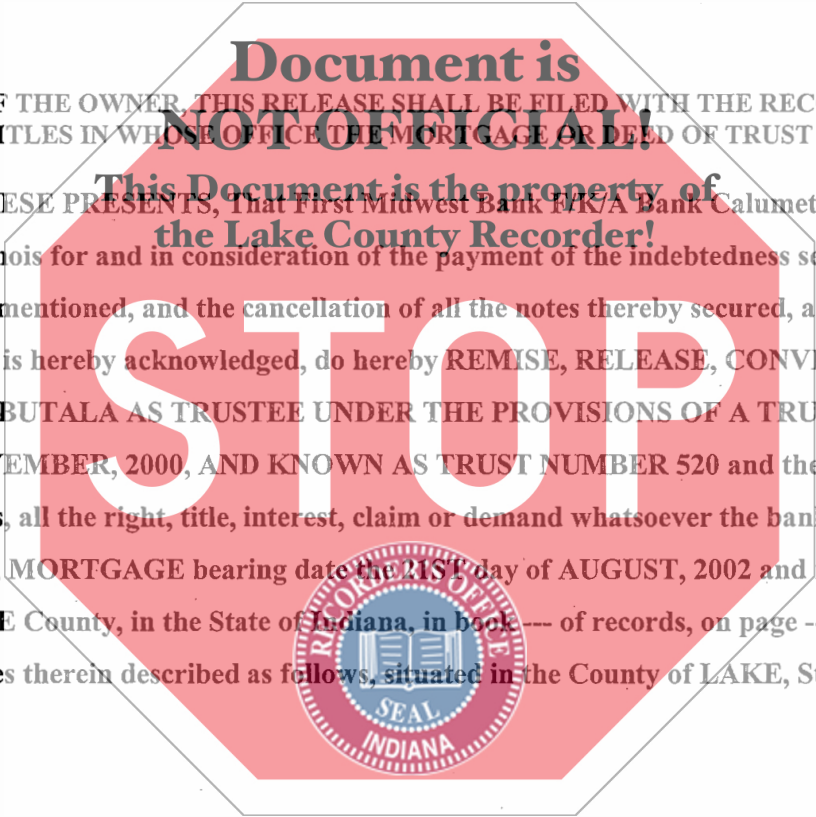 Document is
F THE OWNER, THIS RELEASE SHALL BE FILED WITH THE REC
NOT OFFICIAL!
ITLES IN WHOSE OFFICE THE MORTGAGE OR DEED OF TRUST
This Document is the property of
ESE PRESENTS, That First Midwest Bank F/K/A Bank Calumet
the Lake County Recorder!
nois for and in consideration of the payment of the indebtedness se
mentioned, and the cancellation of all the notes thereby secured, a
is hereby acknowledged, do hereby REMISE, RELEASE, CONV
STOP
BUTALA AS TRUSTEE UNDER THE PROVISIONS OF A TRU
EMBER, 2000, AND KNOWN AS TRUST NUMBER 520 and the
, all the right, title, interest, claim or demand whatsoever the ban
MORTGAGE bearing date the 21ST day of AUGUST, 2002 and
E County, in the State of Indiana, in book --- of records, on page --
s therein described as follows, situated in the County of LAKE, St
RECORDER'S OFFICE
SEAL
INDIANA